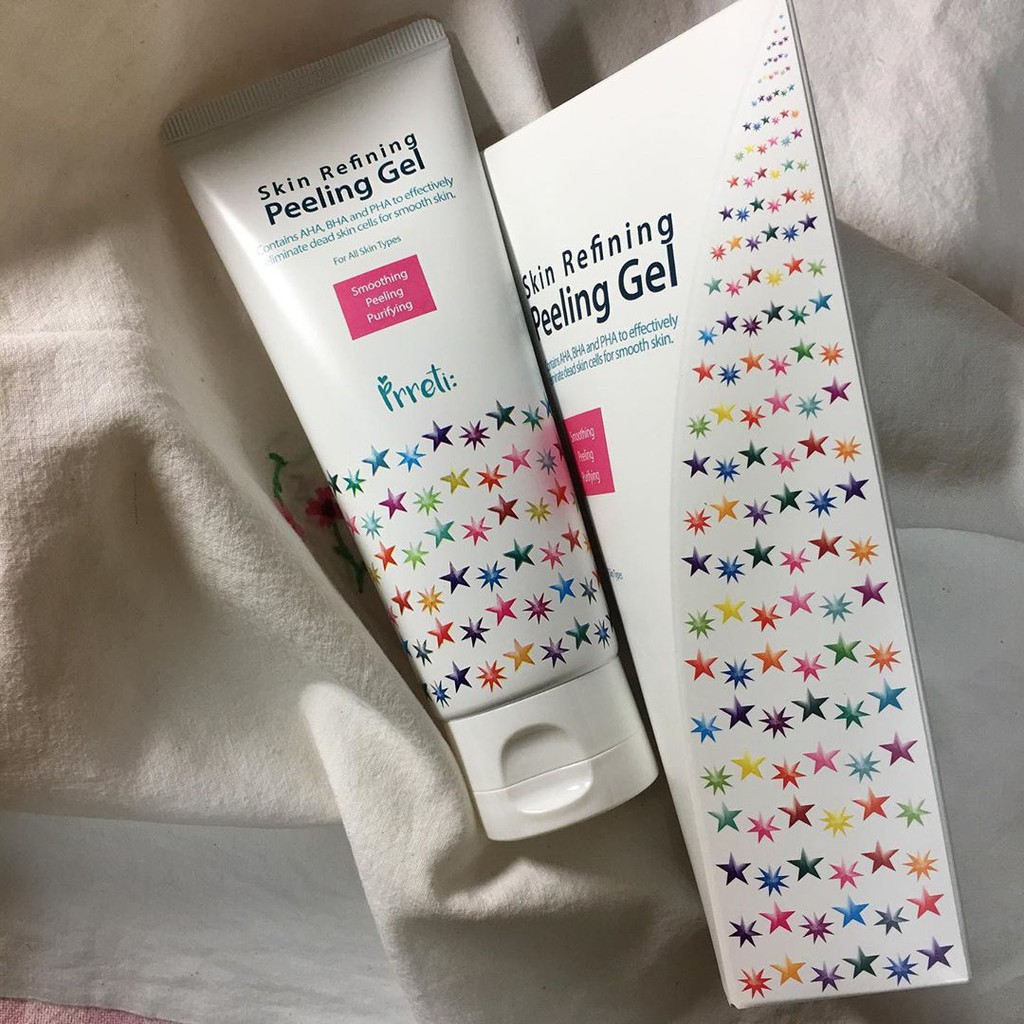 Skin Refining
Peeling Gel
Contains AHA, BHA and PHA to effectively
eliminate dead skin cells for smooth skin.
For All Skin Types
Smoothing
Peeling
Purifying
Prreti:
Skin Refining
Peeling Gel
AHA, BHA and PHA to effectively
dead skin cells for smooth skin.
Smoothing
Peeling
Purifying